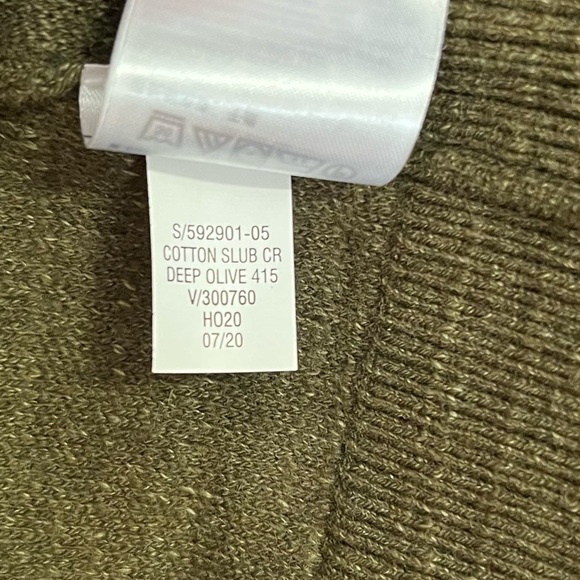 S/592901-05
COTTON SLUB CR
DEEP OLIVE 415
V/300760
HO20
07/20